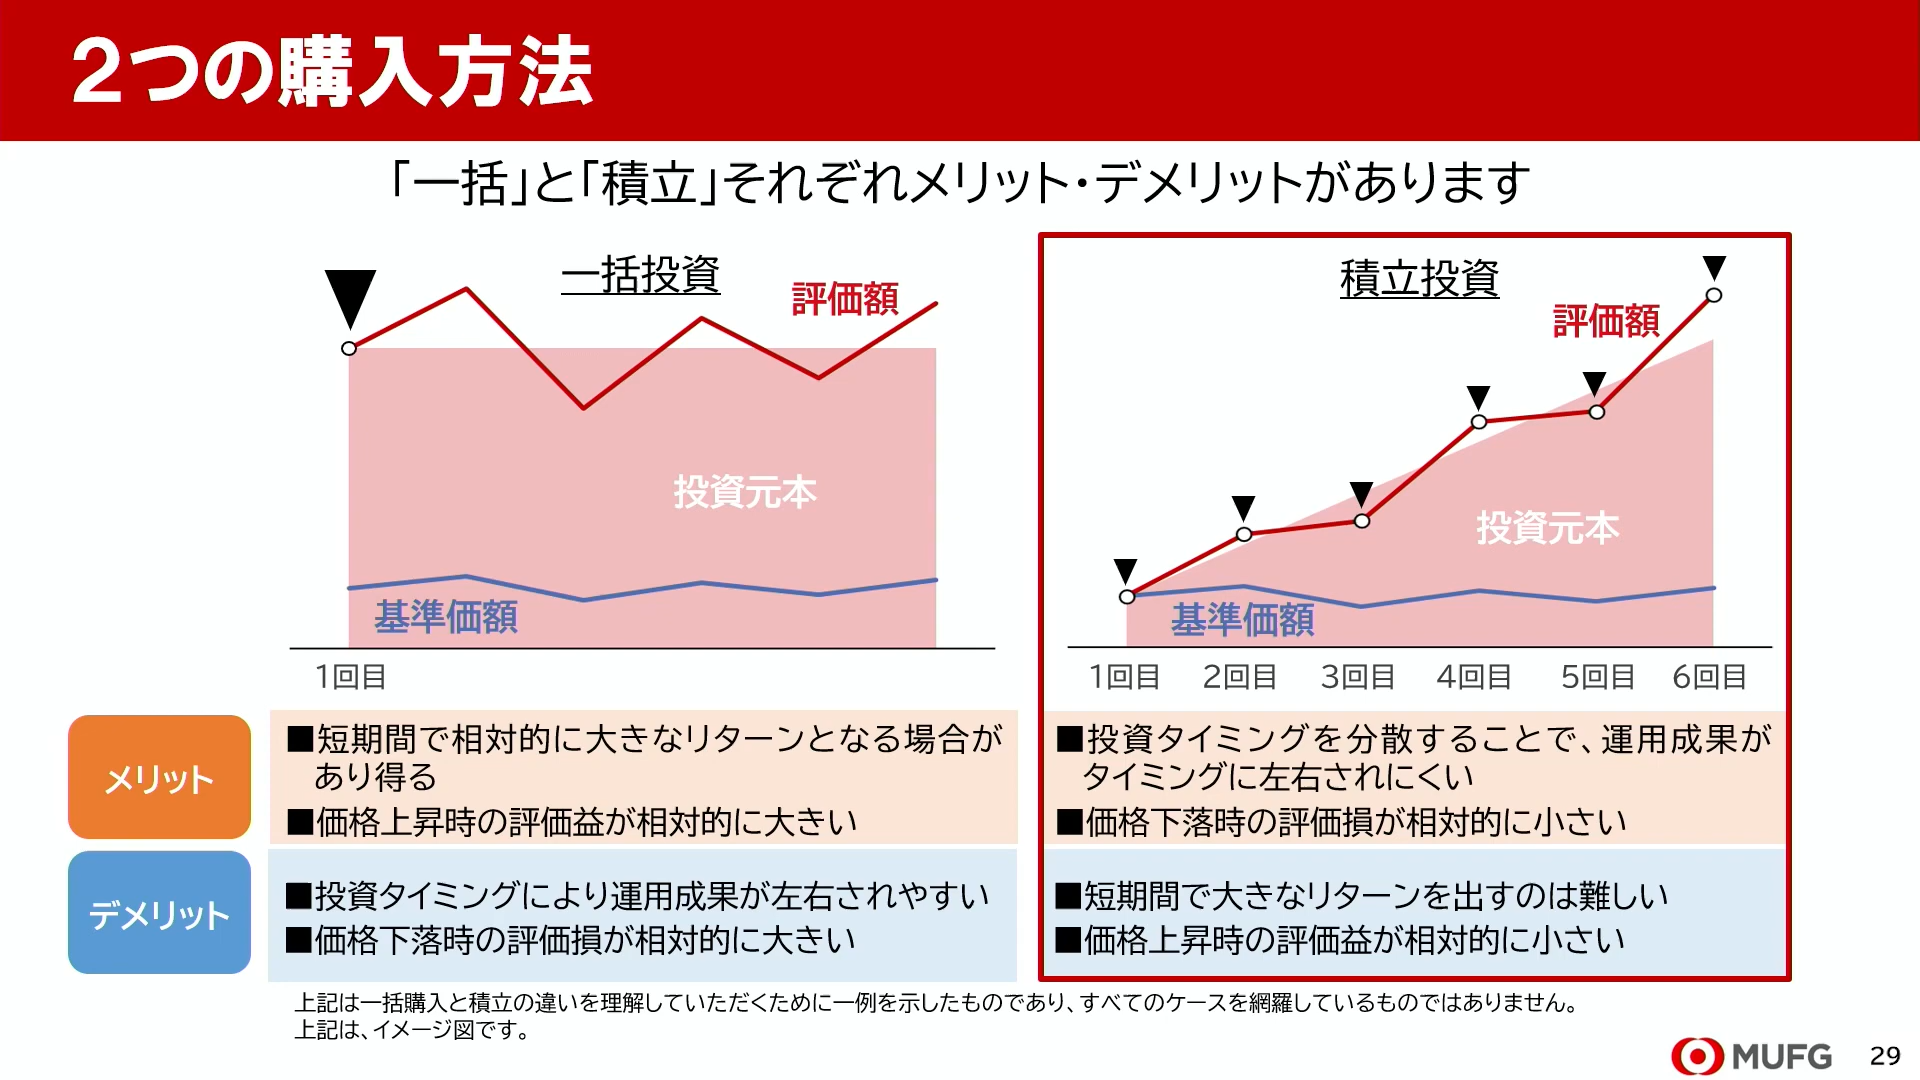 2つの購入方法
「一括」と「積立」それぞれメリット・デメリットがあります
一括投資
評価額
投資元本
基準価額
1回目
積立投資
評価額
投資元本
基準価額
1回目 2回目 3回目 4回目 5回目 6回目
メリット
■短期間で相対的に大きなリターンとなる場合が
あり得る
■価格上昇時の評価益が相対的に大きい
■投資タイミングを分散することで、運用成果が
タイミングに左右されにくい
■価格下落時の評価損が相対的に小さい
デメリット
■投資タイミングにより運用成果が左右されやすい
■価格下落時の評価損が相対的に大きい
■短期間で大きなリターンを出すのは難しい
■価格上昇時の評価益が相対的に小さい
上記は一括購入と積立の違いを理解していただくために一例を示したものであり、すべてのケースを網羅しているものではありません。
上記は、イメージ図です。
MUFG
29